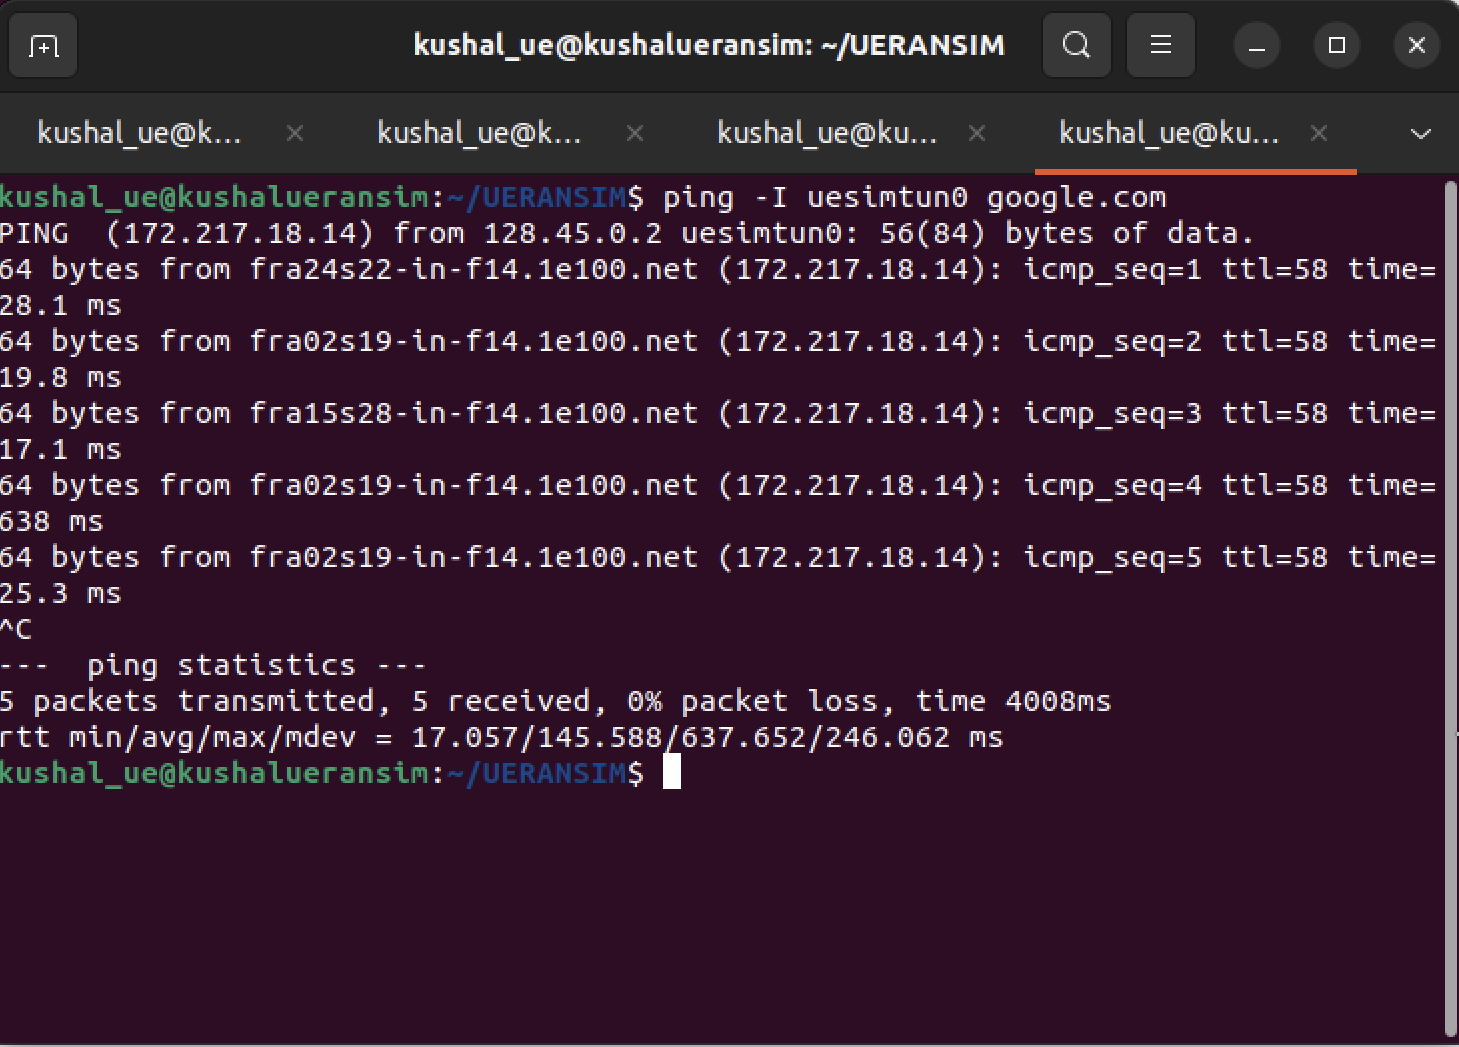 kushal_ue@kushalueransim: ~/UERANSIM
kushal_ue@k... kushal_ue@k... kushal_ue@ku... kushal_ue@ku...
kushal_ue@kushalueransim:~/UERANSIM$ ping -I uesimtun0 google.com
PING  (172.217.18.14) from 128.45.0.2 uesimtun0: 56(84) bytes of data.
64 bytes from fra24s22-in-f14.1e100.net (172.217.18.14): icmp_seq=1 ttl=58 time=
28.1 ms
64 bytes from fra02s19-in-f14.1e100.net (172.217.18.14): icmp_seq=2 ttl=58 time=
19.8 ms
64 bytes from fra15s28-in-f14.1e100.net (172.217.18.14): icmp_seq=3 ttl=58 time=
17.1 ms
64 bytes from fra02s19-in-f14.1e100.net (172.217.18.14): icmp_seq=4 ttl=58 time=
638 ms
64 bytes from fra02s19-in-f14.1e100.net (172.217.18.14): icmp_seq=5 ttl=58 time=
25.3 ms
^C
---  ping statistics ---
5 packets transmitted, 5 received, 0% packet loss, time 4008ms
rtt min/avg/max/mdev = 17.057/145.588/637.652/246.062 ms
kushal_ue@kushalueransim:~/UERANSIM$